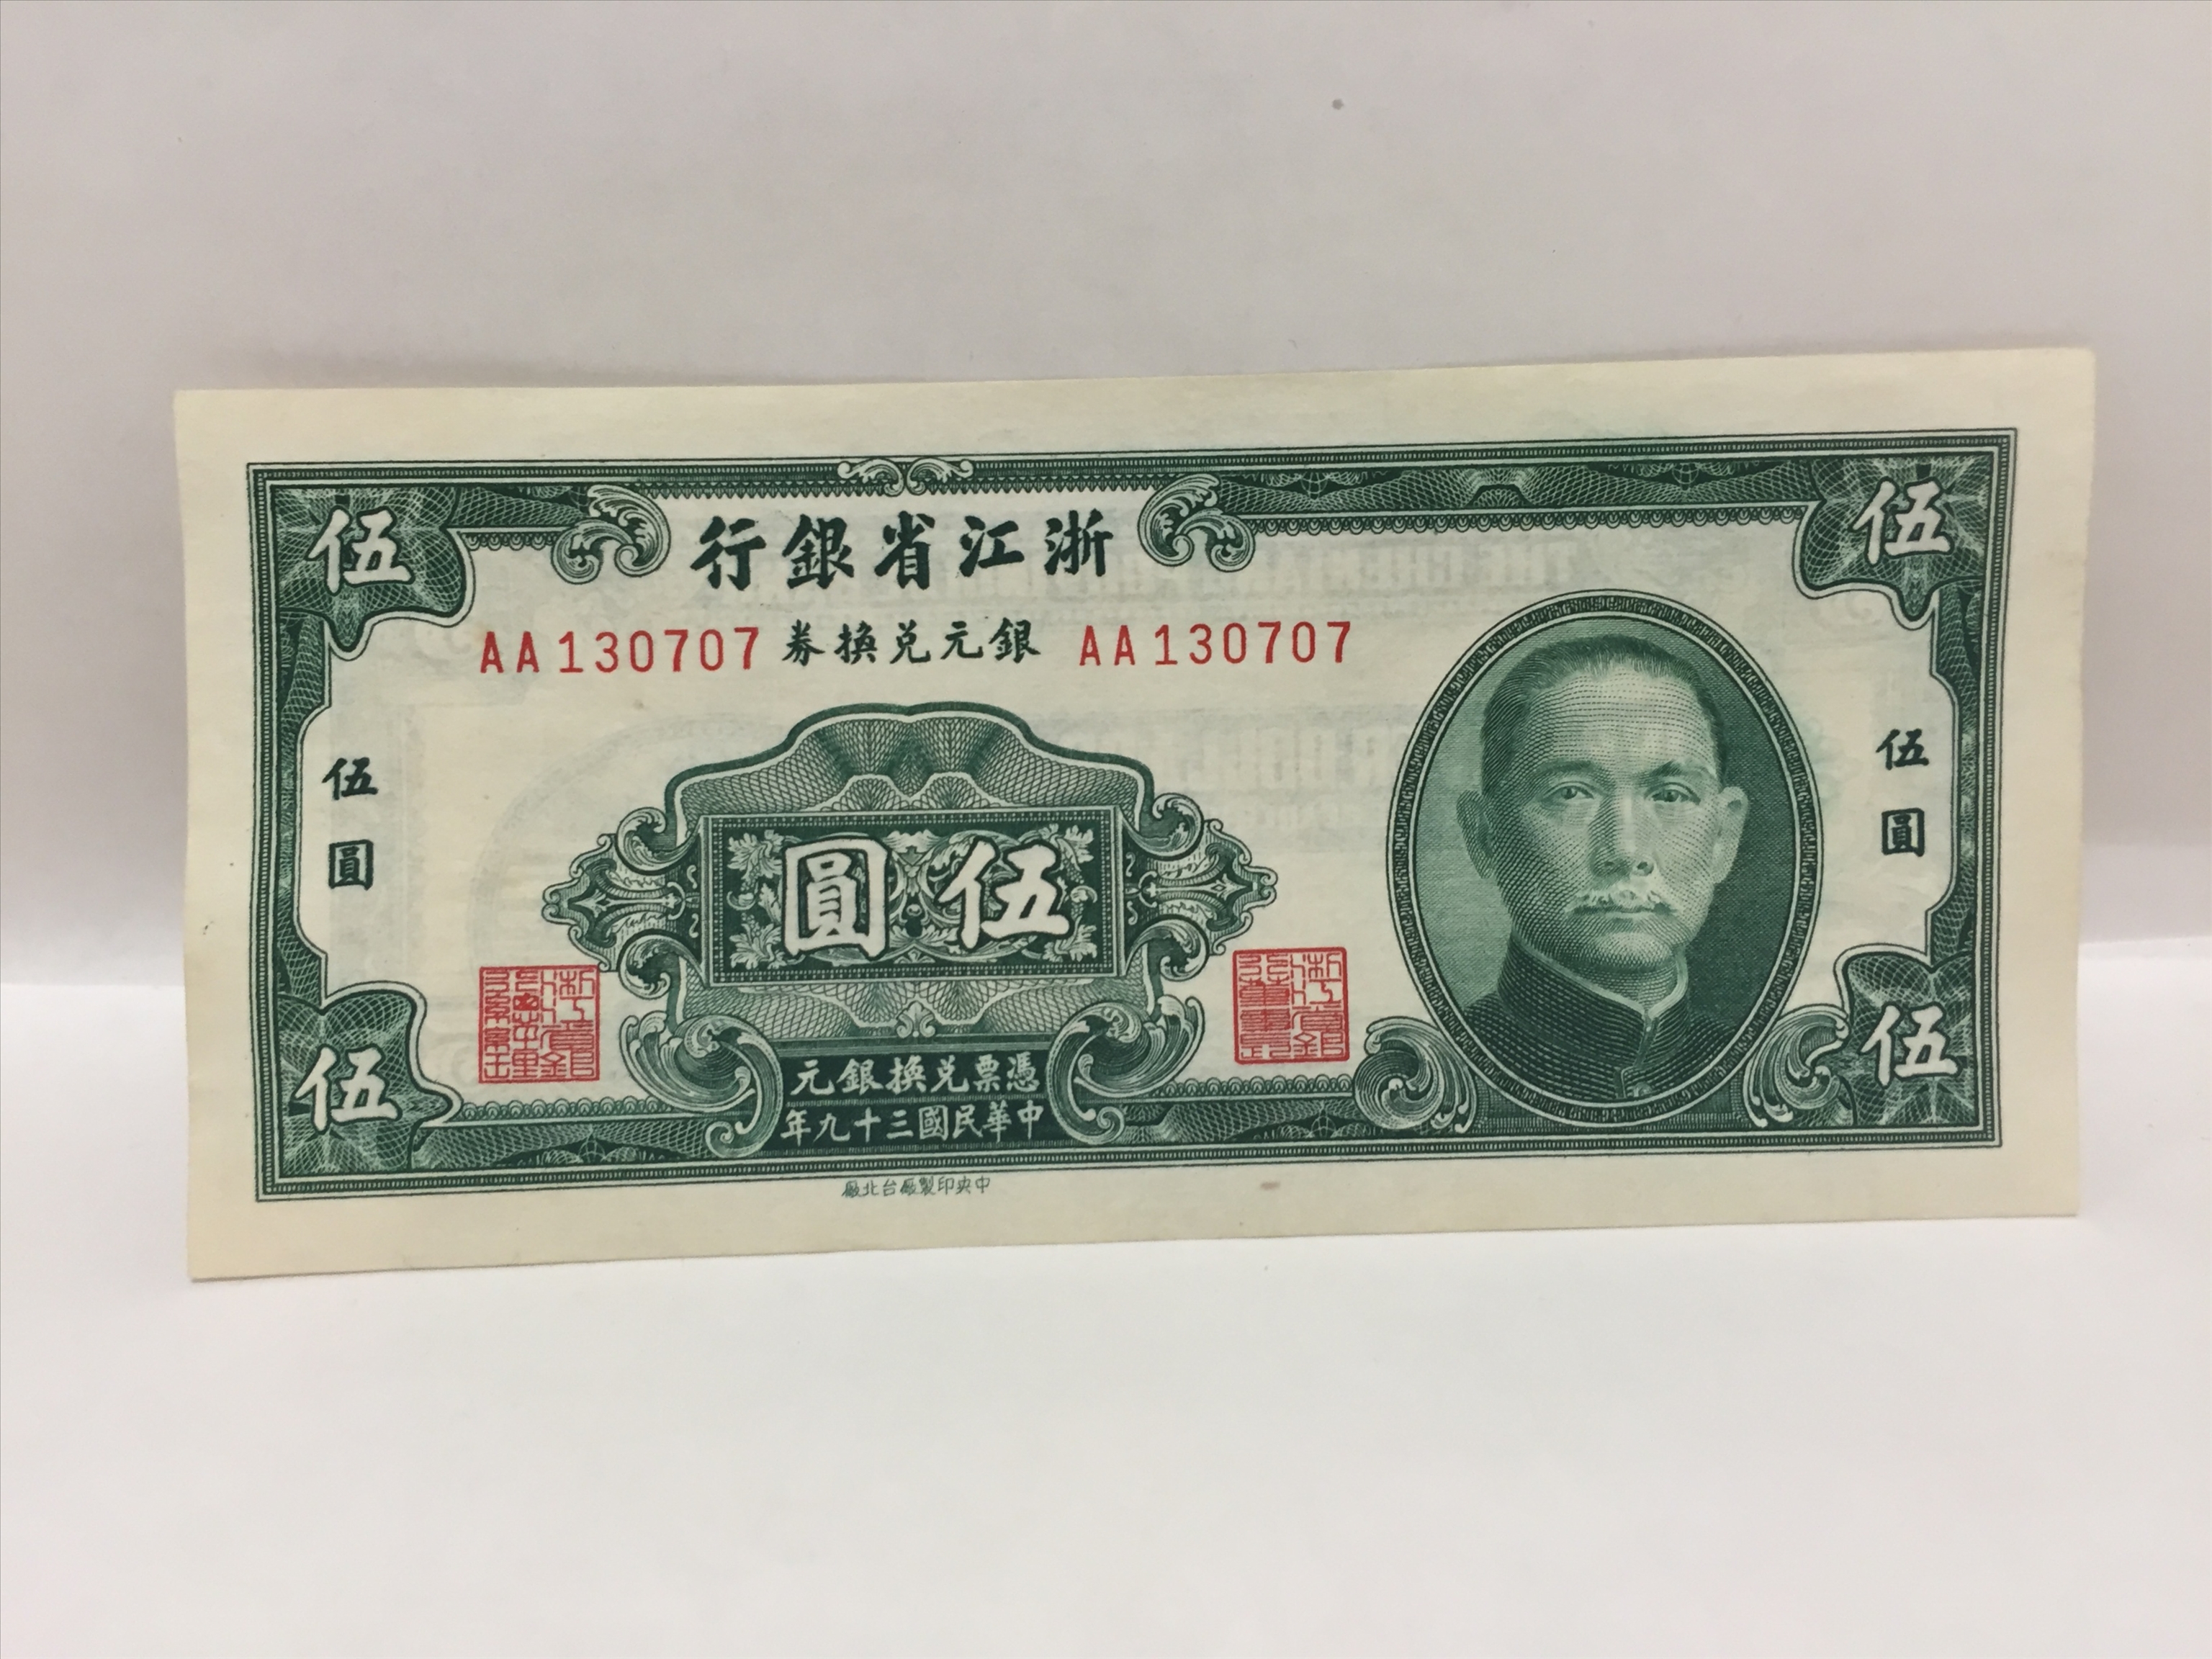 浙江省銀行
AA130707 銀元兌換券 AA130707
伍 伍
伍圓 伍圓
伍圓
憑票兌換銀元
中華民國三十九年
伍 伍
中央印製廠台北廠